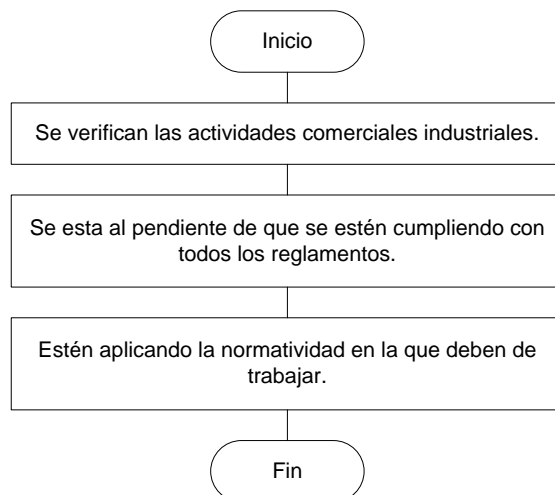 Inicio
Se verifican las actividades comerciales industriales.
Se esta al pendiente de que se estén cumpliendo con
todos los reglamentos.
Estén aplicando la normatividad en la que deben de
trabajar.
Fin